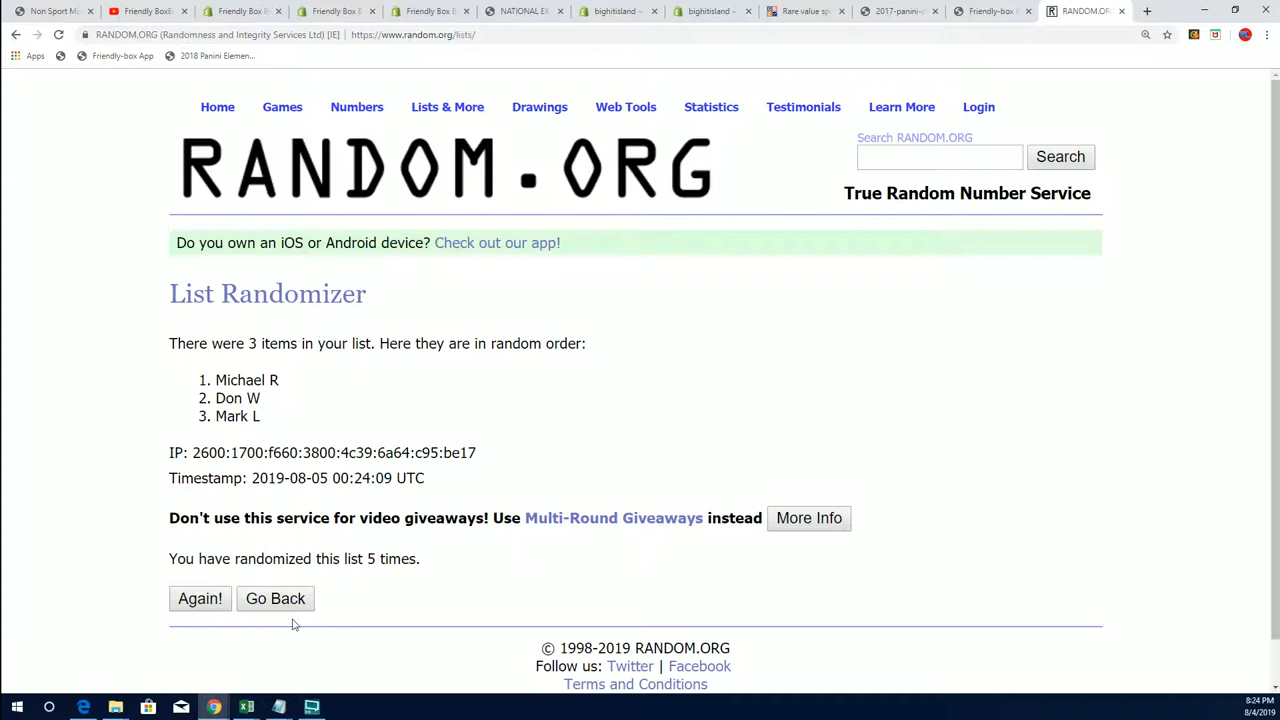 Non Sport M
Friendly BoxB
Friendly Box B
Friendly Box B
Friendly Box B
NATIONAL EX
bighitisland –
bighitisland –
Rare value sp
2017-panini-
Friendly-box
RANDOM.OR
RANDOM.ORG (Randomness and Integrity Services Ltd) [IE] | https://www.random.org/lists/
Apps
Friendly-box App
2018 Panini Elemen...
Home Games Numbers Lists & More Drawings Web Tools Statistics Testimonials Learn More Login
RANDOM.ORG
Search RANDOM.ORG
Search
True Random Number Service
Do you own an iOS or Android device? Check out our app!
List Randomizer
There were 3 items in your list. Here they are in random order:
1. Michael R
2. Don W
3. Mark L
IP: 2600:1700:f660:3800:4c39:6a64:c95:be17
Timestamp: 2019-08-05 00:24:09 UTC
Don't use this service for video giveaways! Use Multi-Round Giveaways instead More Info
You have randomized this list 5 times.
Again! Go Back
© 1998-2019 RANDOM.ORG
Follow us: Twitter | Facebook
Terms and Conditions
8:24 PM
8/4/2019